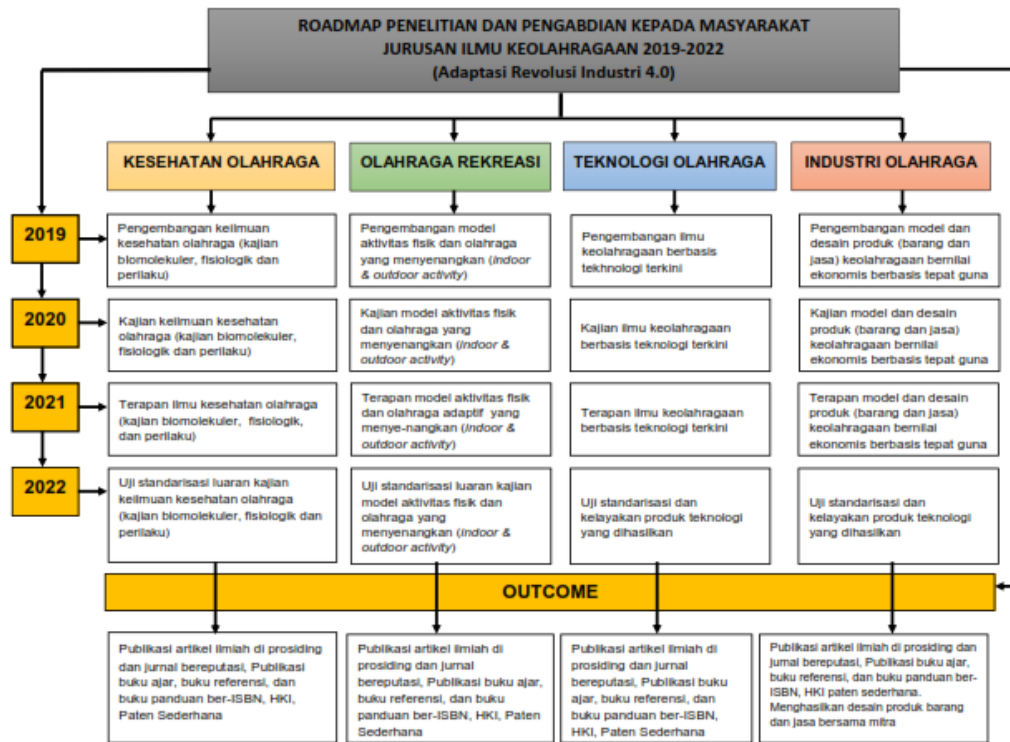 ROADMAP PENELITIAN DAN PENGABDIAN KEPADA MASYARAKAT
JURUSAN ILMU KEOLAHRAGAAN 2019-2022
(Adaptasi Revolusi Industri 4.0)
KESEHATAN OLAHRAGA
OLAHRAGA REKREASI
TEKNOLOGI OLAHRAGA
INDUSTRI OLAHRAGA
2019
Pengembangan keilmuan
kesehatan olahraga (kajian
biomolekuler, fisiologik dan
perilaku)
Pengembangan model
aktivitas fisik dan olahraga
yang menyenangkan (indoor
& outdoor activity)
Pengembangan ilmu
keolahragaan berbasis
tekhnologi terkini
Pengembangan model dan
desain produk (barang dan
jasa) keolahragaan bernilai
ekonomis berbasis tepat guna
2020
Kajian keilmuan kesehatan
olahraga (kajian biomolekuler,
fisiologik dan perilaku)
Kajian model aktivitas fisik
dan olahraga yang
menyenangkan (indoor &
outdoor activity)
Kajian ilmu keolahragaan
berbasis teknologi terkini
Kajian model dan desain
produk (barang dan jasa)
keolahragaan bernilai
ekonomis berbasis tepat guna
2021
Terapan ilmu kesehatan olahraga
(kajian biomolekuler, fisiologik,
dan perilaku)
Terapan model aktivitas fisik
dan olahraga adaptif yang
menye-nangkan (indoor &
outdoor activity)
Terapan ilmu keolahragaan
berbasis teknologi terkini
Terapan model dan desain
produk (barang dan jasa)
keolahragaan bernilai
ekonomis berbasis tepat guna
2022
Uji standarisasi luaran kajian
keilmuan kesehatan olahraga
(kajian biomolekuler, fisiologik dan
perilaku)
Uji standarisasi luaran kajian
model aktivitas fisik dan
olahraga yang
menyenangkan (indoor &
outdoor activity)
Uji standarisasi dan
kelayakan produk teknologi
yang dihasilkan
Uji standarisasi dan
kelayakan produk teknologi
yang dihasilkan
OUTCOME
Publikasi artikel ilmiah di prosiding
dan jurnal bereputasi, Publikasi
buku ajar, buku referensi, dan
buku panduan ber-ISBN, HKI,
Paten Sederhana
Publikasi artikel ilmiah di
prosiding dan jurnal
bereputasi, Publikasi buku ajar,
buku referensi, dan buku
panduan ber-ISBN, HKI, Paten
Sederhana
Publikasi artikel ilmiah di
prosiding dan jurnal
bereputasi, Publikasi buku
ajar, buku referensi, dan
buku panduan ber-ISBN,
HKI, Paten Sederhana
Publikasi artikel ilmiah di prosiding dan
jurnal bereputasi, Publikasi buku ajar,
buku referensi, dan buku panduan ber-
ISBN, HKI paten sederhana.
Menghasilkan desain produk barang
dan jasa bersama mitra